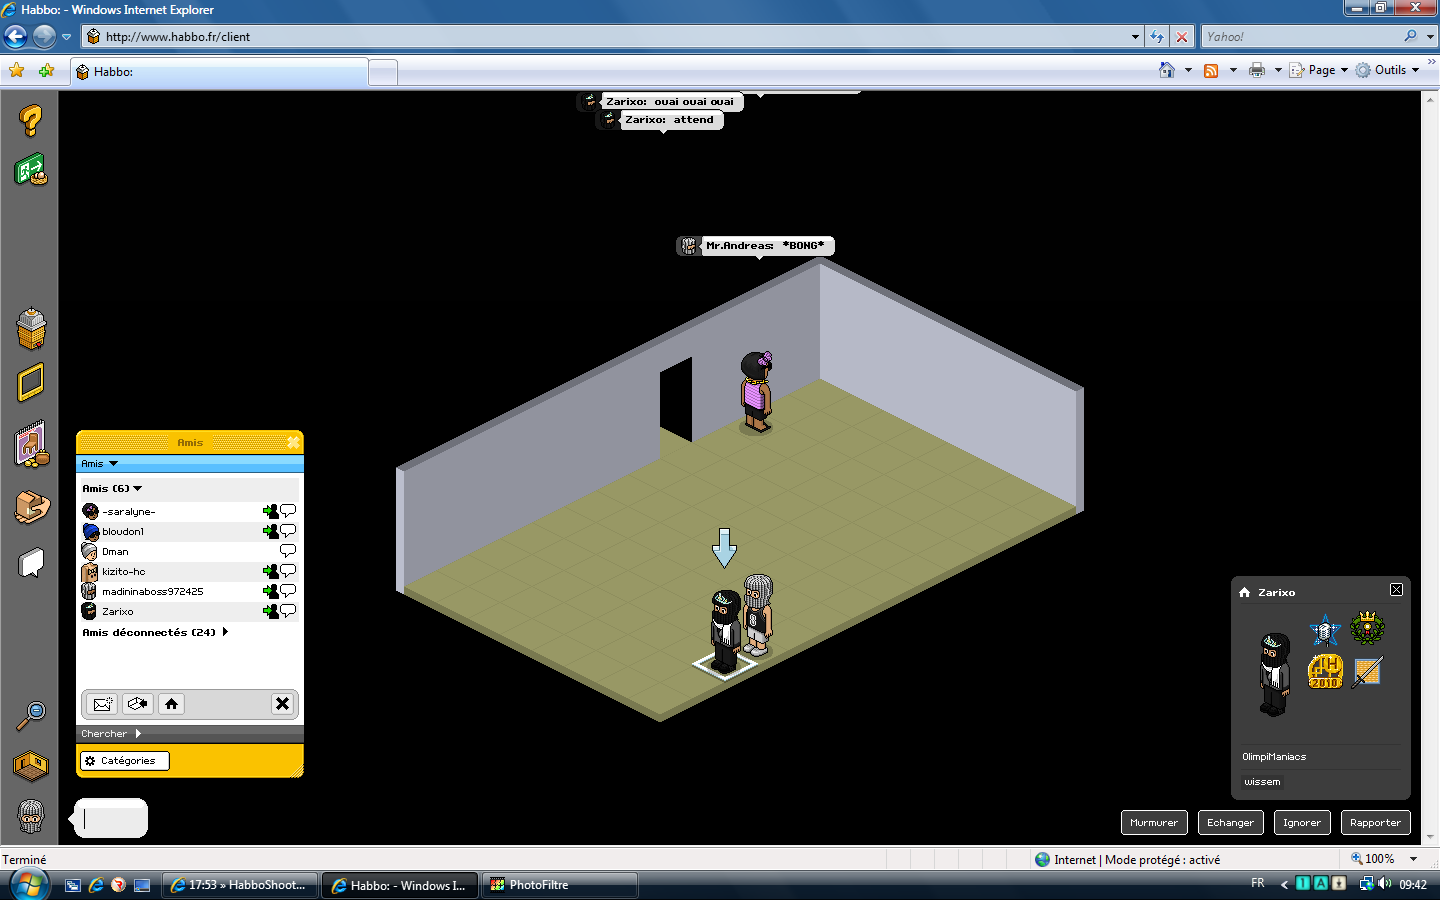 Habbo: - Windows Internet Explorer
http://www.habbo.fr/client
Yahoo!
Habbo:
Page
Outils
Zarixo: ouai ouai ouai
Zarixo: attend
Mr.Andreas: *BONG*
Amis
Amis
Amis (6)
-saralyne-
bloudon1
Dman
kizito-hc
madininaboss972425
Zarixo
Amis déconnectés (24)
Chercher
Catégories
Zarixo
H
2010
OlimpiManiacs
wissem
Murmurer
Echanger
Ignorer
Rapporter
Terminé
Internet | Mode protégé : activé
100%
17:53 » HabboShoot...
Habbo: - Windows I...
PhotoFiltre
FR
1
A
09:42